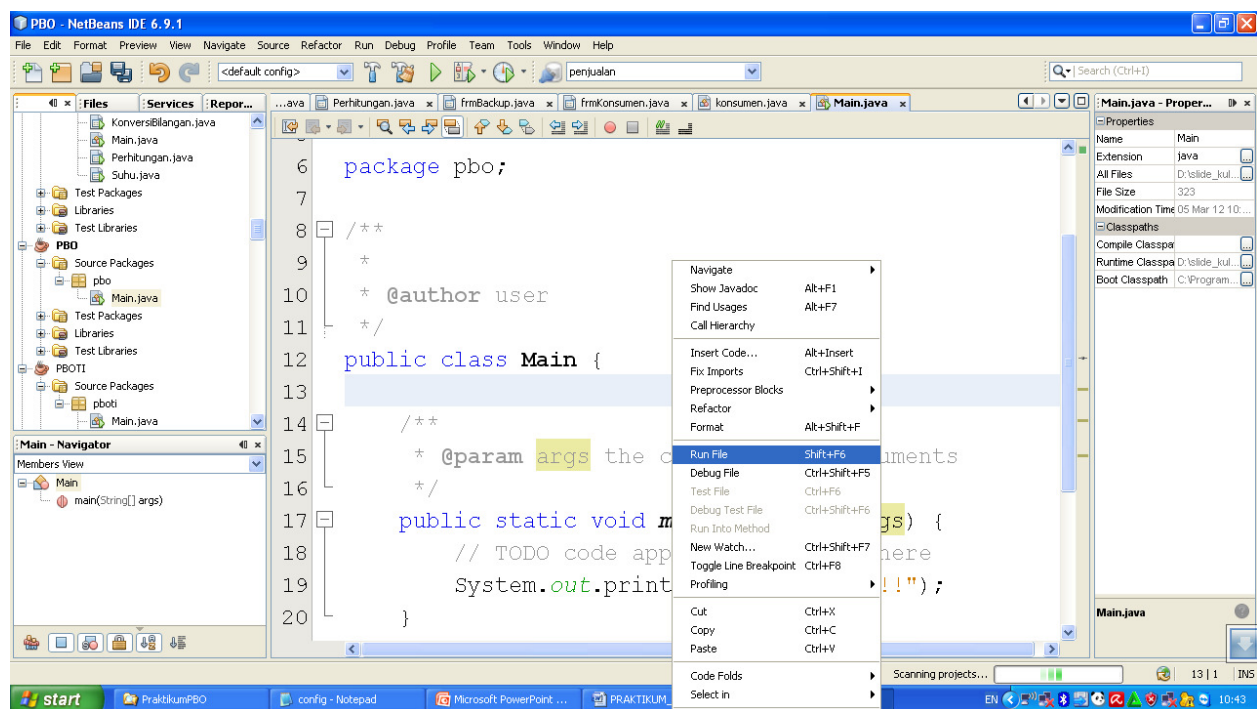 PBO - NetBeans IDE 6.9.1
File Edit Format Preview View Navigate Source Refactor Run Debug Profile Team Tools Window Help
<default config>
penjualan
Search (Ctrl+I)
Files Services Repor...
KonversiBilangan.java
Main.java
Perhitungan.java
Suhu.java
Test Packages
Libraries
Test Libraries
PBO
Source Packages
pbo
Main.java
Test Packages
Libraries
Test Libraries
PBOTI
Source Packages
pboti
Main.java
Main - Navigator
Members View
Main
main(String[] args)
...ava Perhitungan.java frmBackup.java frmKonsumen.java konsumen.java Main.java
6 package pbo;
7
8 /**
9 *
10 * @author user
11 */
12 public class Main {
13
14 /**
15 * @param args the c uments
16 */
17 public static void m gs) {
18 // TODO code app here
19 System.out.print !!");
20 }
Navigate
Show Javadoc Alt+F1
Find Usages Alt+F7
Call Hierarchy
Insert Code... Alt+Insert
Fix Imports Ctrl+Shift+I
Preprocessor Blocks
Refactor
Format Alt+Shift+F
Run File Shift+F6
Debug File Ctrl+Shift+F5
Test File Ctrl+F6
Debug Test File Ctrl+Shift+F6
Run Into Method
New Watch... Ctrl+Shift+F7
Toggle Line Breakpoint Ctrl+F8
Profiling
Cut Ctrl+X
Copy Ctrl+C
Paste Ctrl+V
Code Folds
Select in
Main.java - Proper...
Properties
Name Main
Extension java
All Files D:\slide_kul...
File Size 323
Modification Time 05 Mar 12 10:...
Classpaths
Compile Classpa
Runtime Classpa D:\slide_kul...
Boot Classpath C:\Program...
Main.java
Scanning projects...
13 | 1 INS
start PraktikumPBO config - Notepad Microsoft PowerPoint ... PRAKTIKUM_
EN 10:43